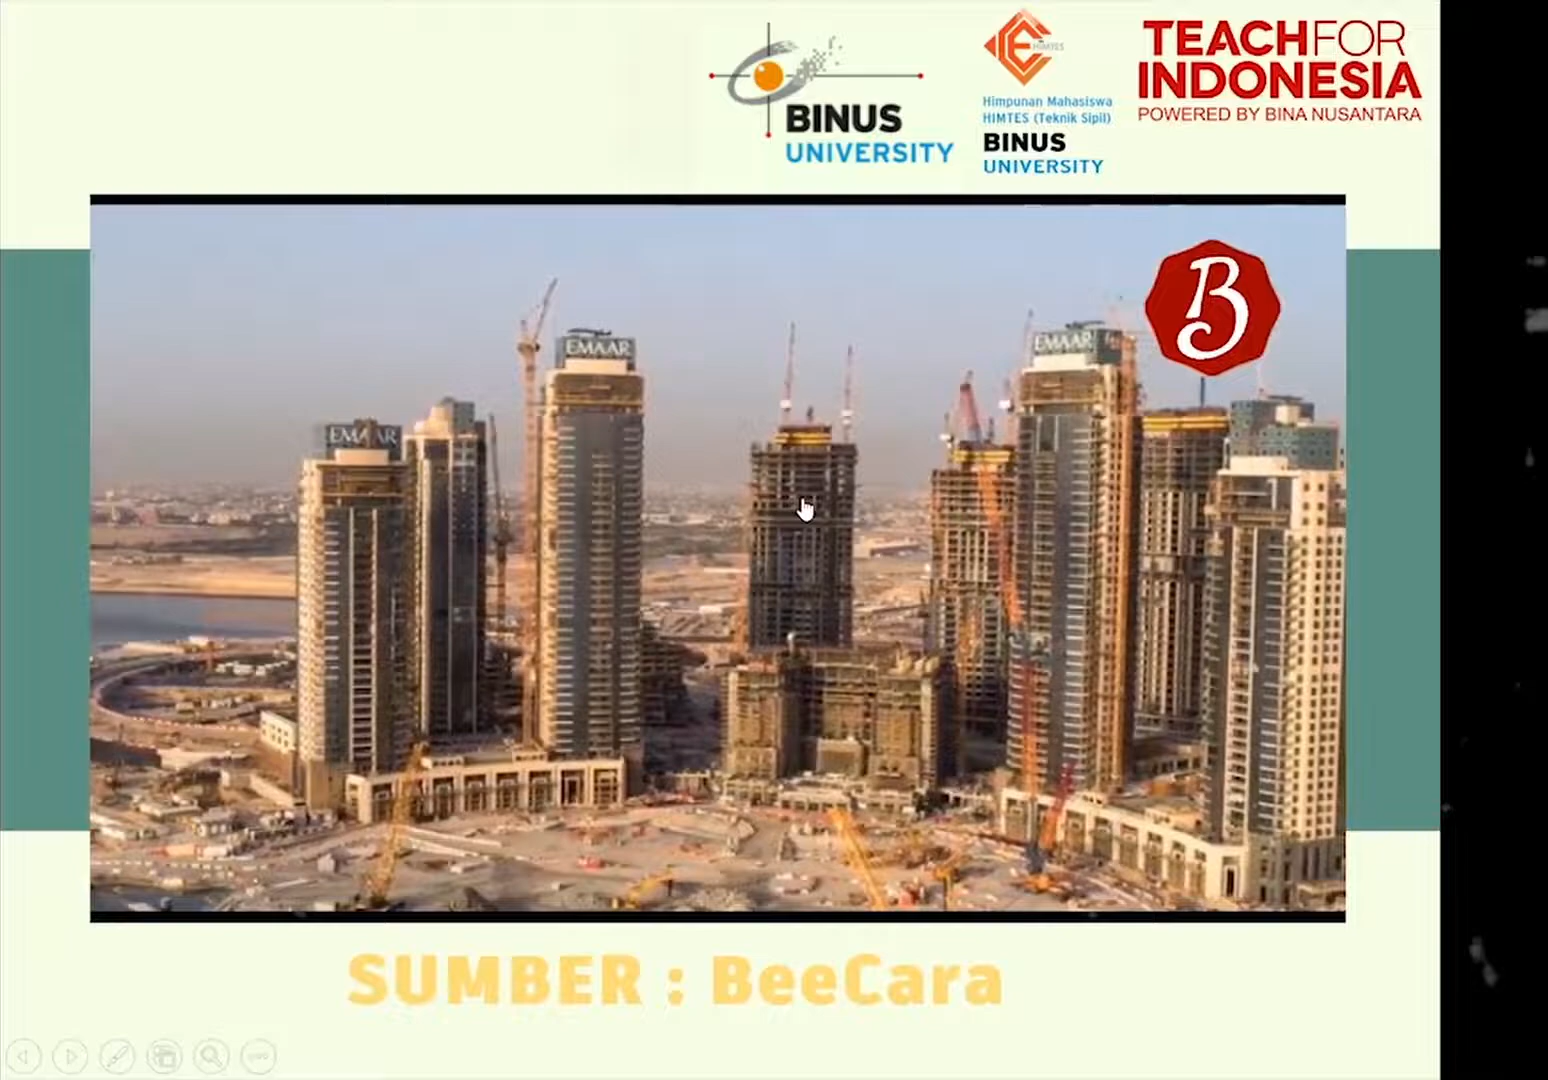 BINUS
UNIVERSITY
HIMTES
Himpunan Mahasiswa
HIMTES (Teknik Sipil)
BINUS
UNIVERSITY
TEACHFOR
INDONESIA
POWERED BY BINA NUSANTARA
EMAAR
EMAAR
EMAAR
B
SUMBER : BeeCara